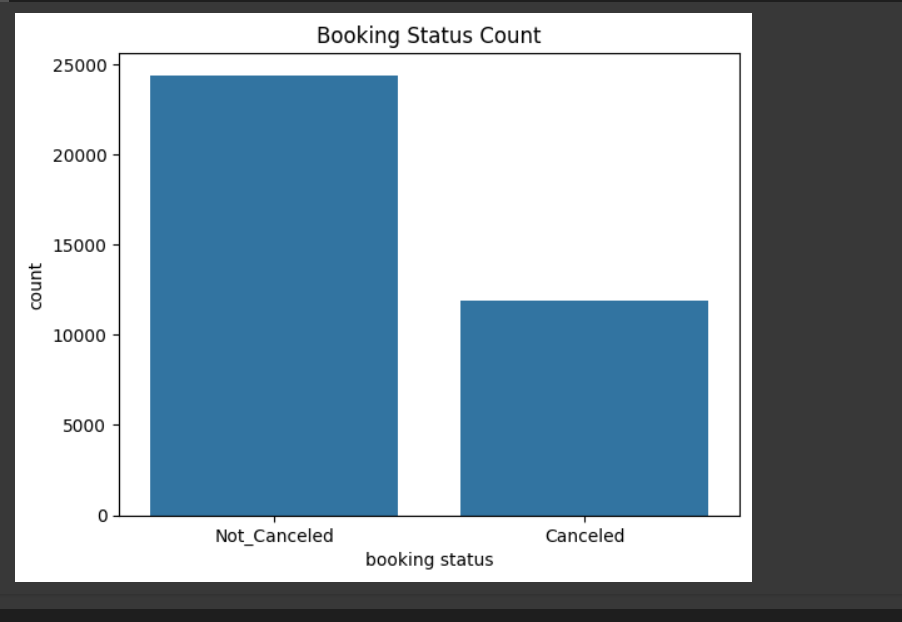 Booking Status Count
25000
20000
15000
10000
5000
0
count
Not_Canceled Canceled
booking status